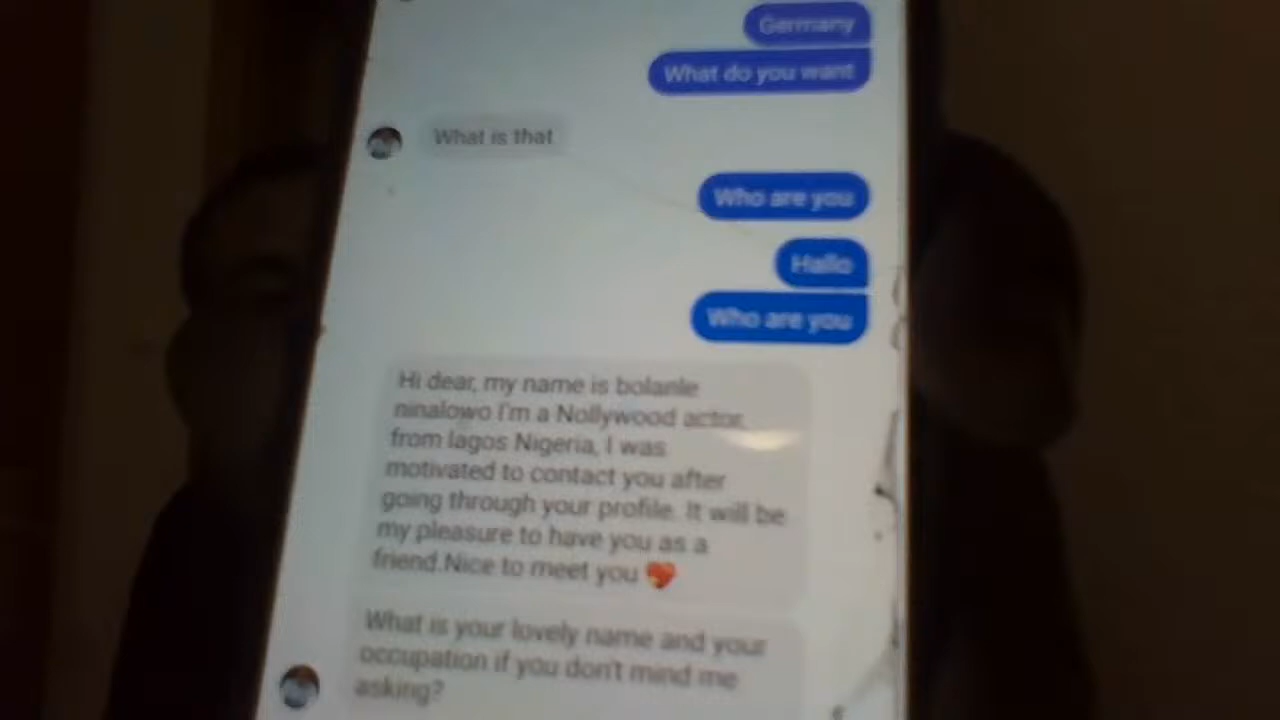 Germany
What do you want
What is that
Who are you
Hallo
Who are you
Hi dear, my name is bolanle
ninalowo I'm a Nollywood actor,
from lagos Nigeria, I was
motivated to contact you after
going through your profile. It will be
my pleasure to have you as a
friend.Nice to meet you
What is your lovely name and your
occupation if you don't mind me
asking?